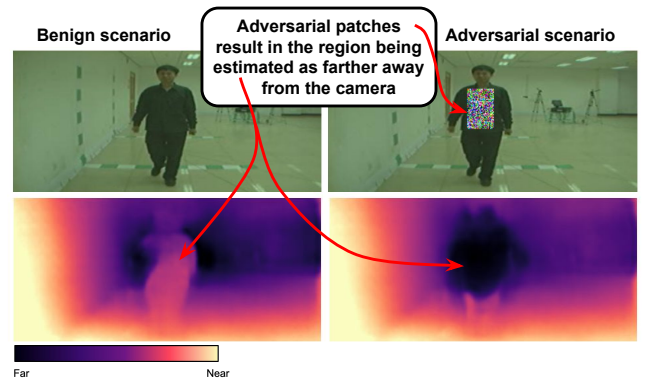 Benign scenario
Adversarial patches
result in the region being
estimated as farther away
from the camera
Adversarial scenario
Far
Near